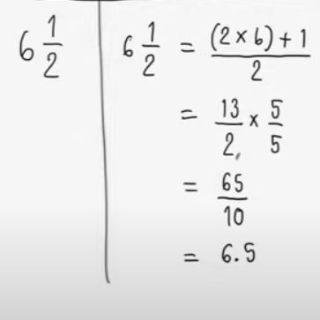 6 1/2
6 1/2 = (2 × 6) + 1 / 2
= 13/2, × 5/5
= 65/10
= 6.5